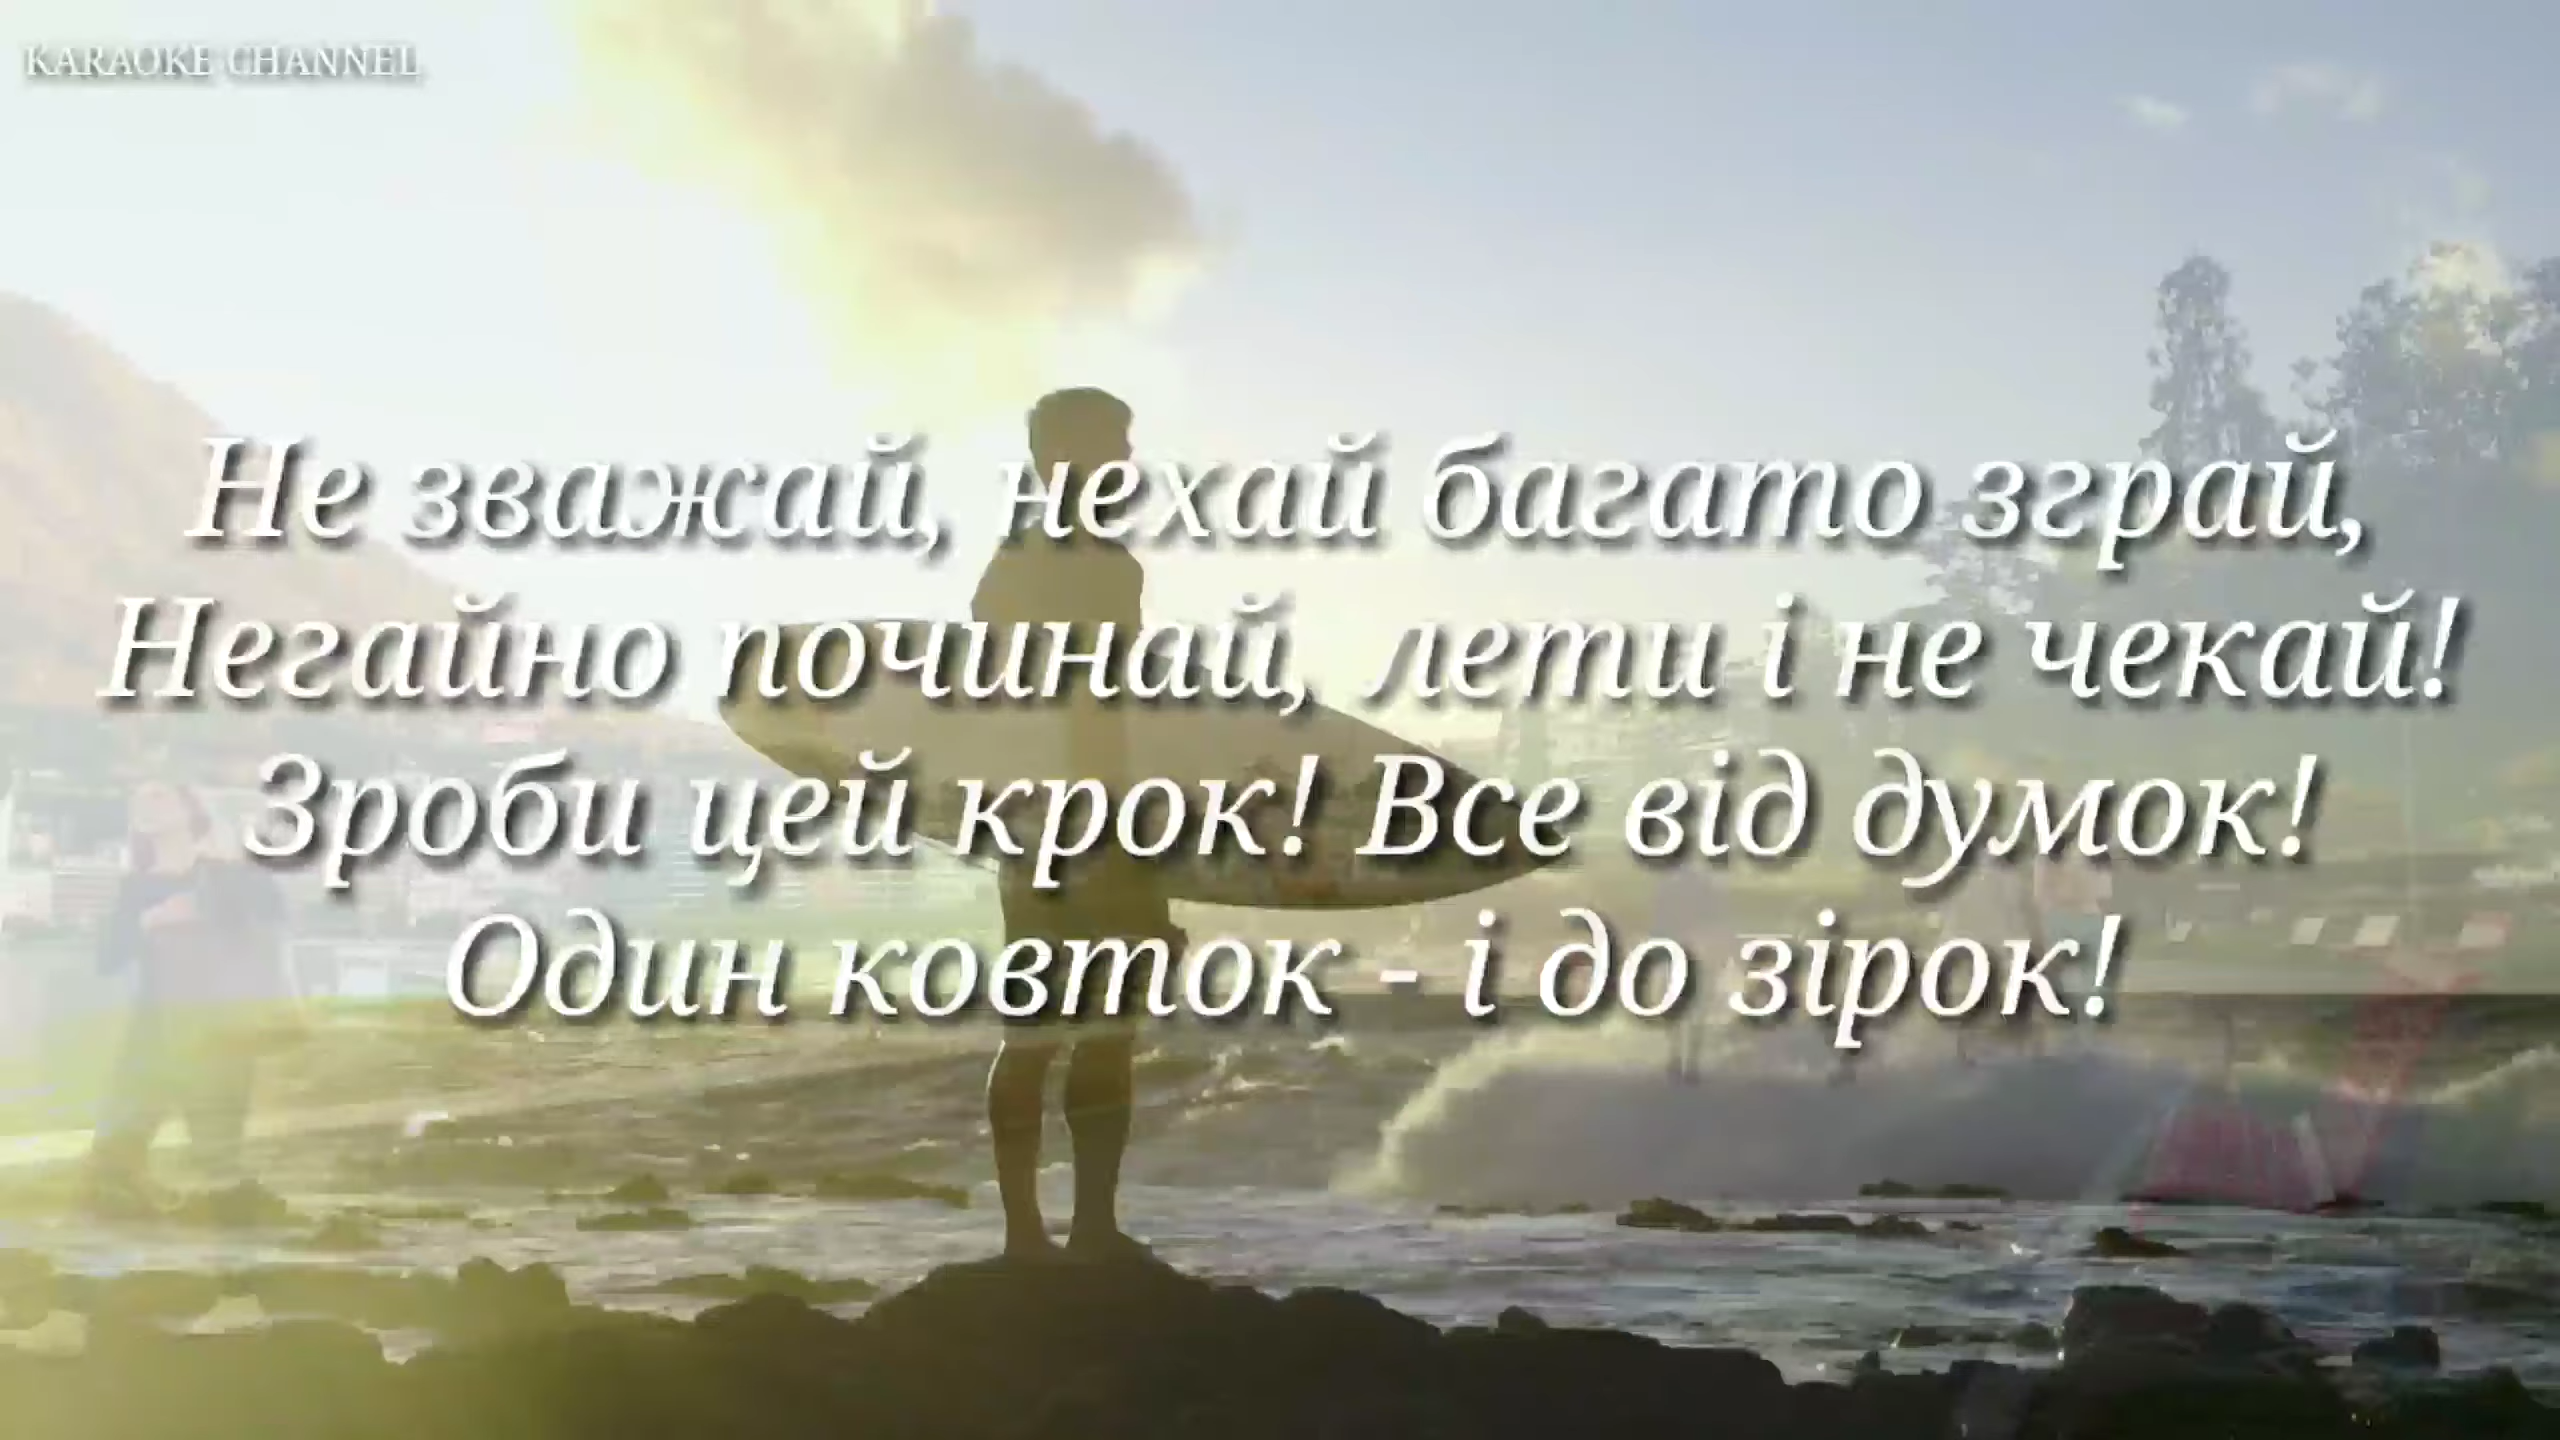 KARAOKE CHANNEL
Не зважай, нехай багато зграй,
Негайно починай, лети і не чекай!
Зроби цей крок! Все від думок!
Один ковток - і до зірок!